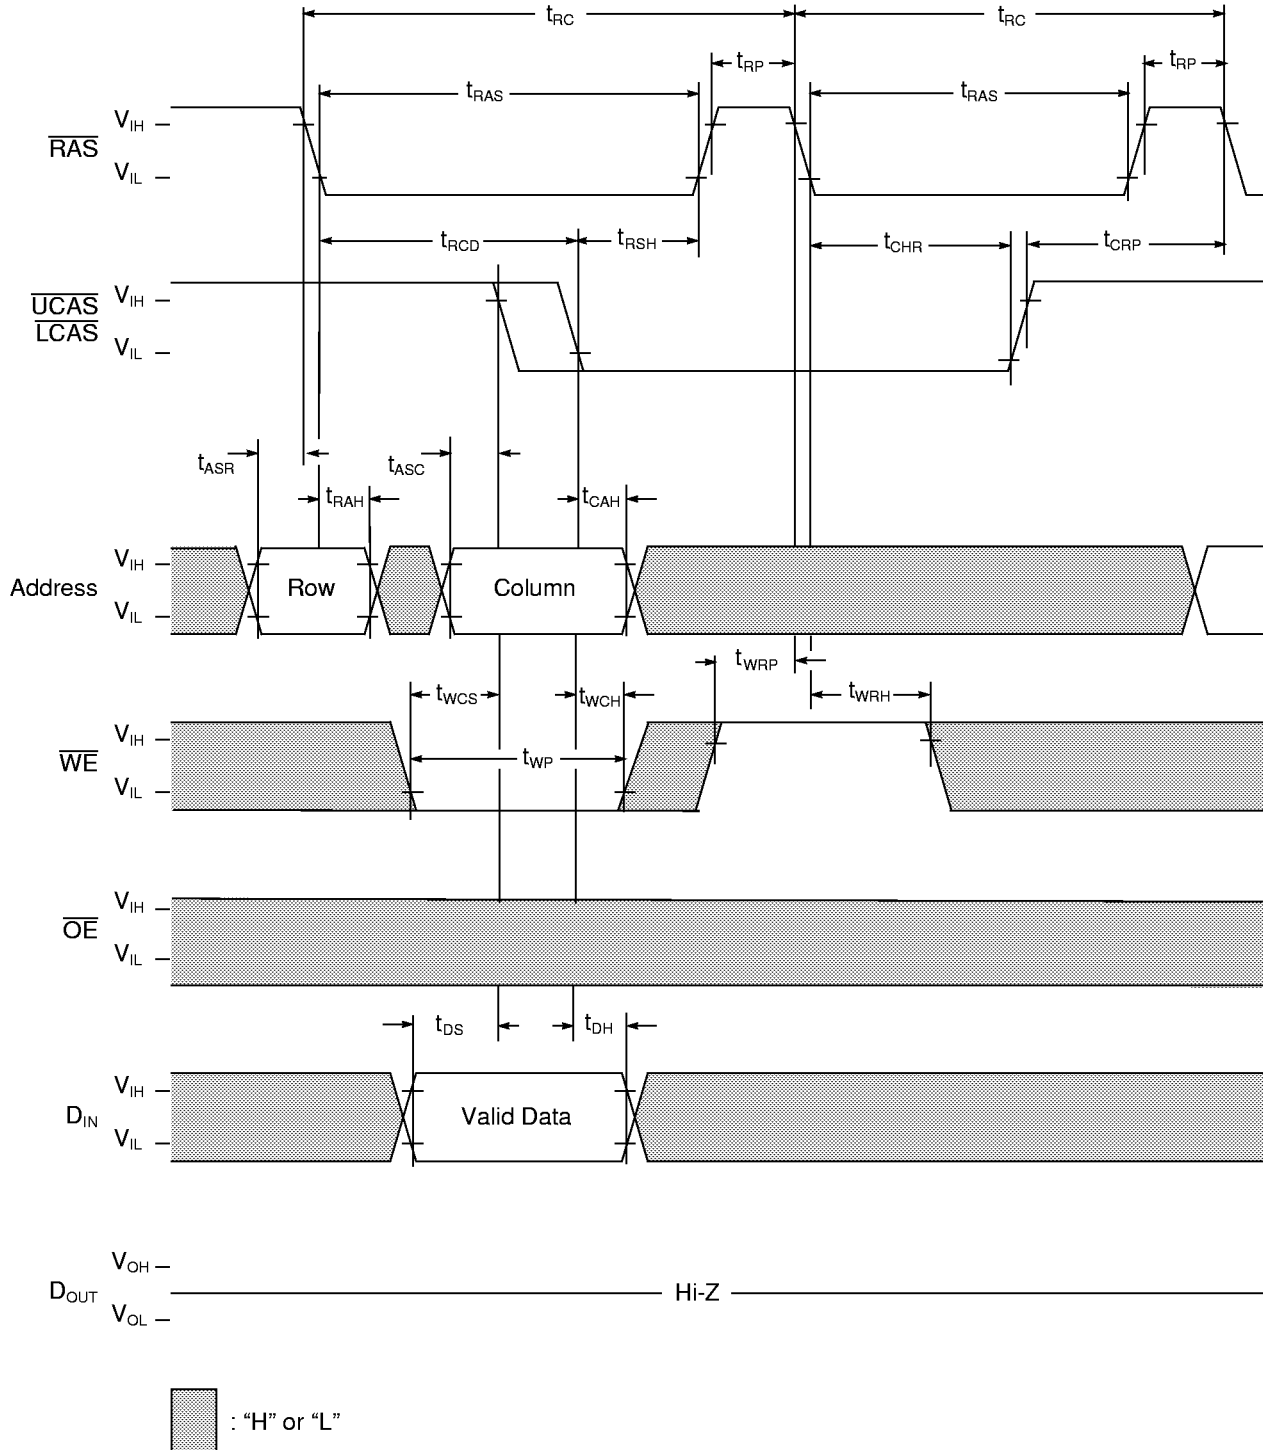 tRC tRC
tRP tRP
tRAS tRAS
VIH
RAS
VIL
tRCD tRSH tCHR tCRP
VIH
UCAS
LCAS
VIL
tASR tASC
tRAH tCAH
VIH
Address Row Column
VIL
tWRP
tWCS tWCH tWRH
VIH
WE tWP
VIL
VIH
OE
VIL
tDS tDH
VIH
DIN Valid Data
VIL
VOH
DOUT Hi-Z
VOL
: “H” or “L”